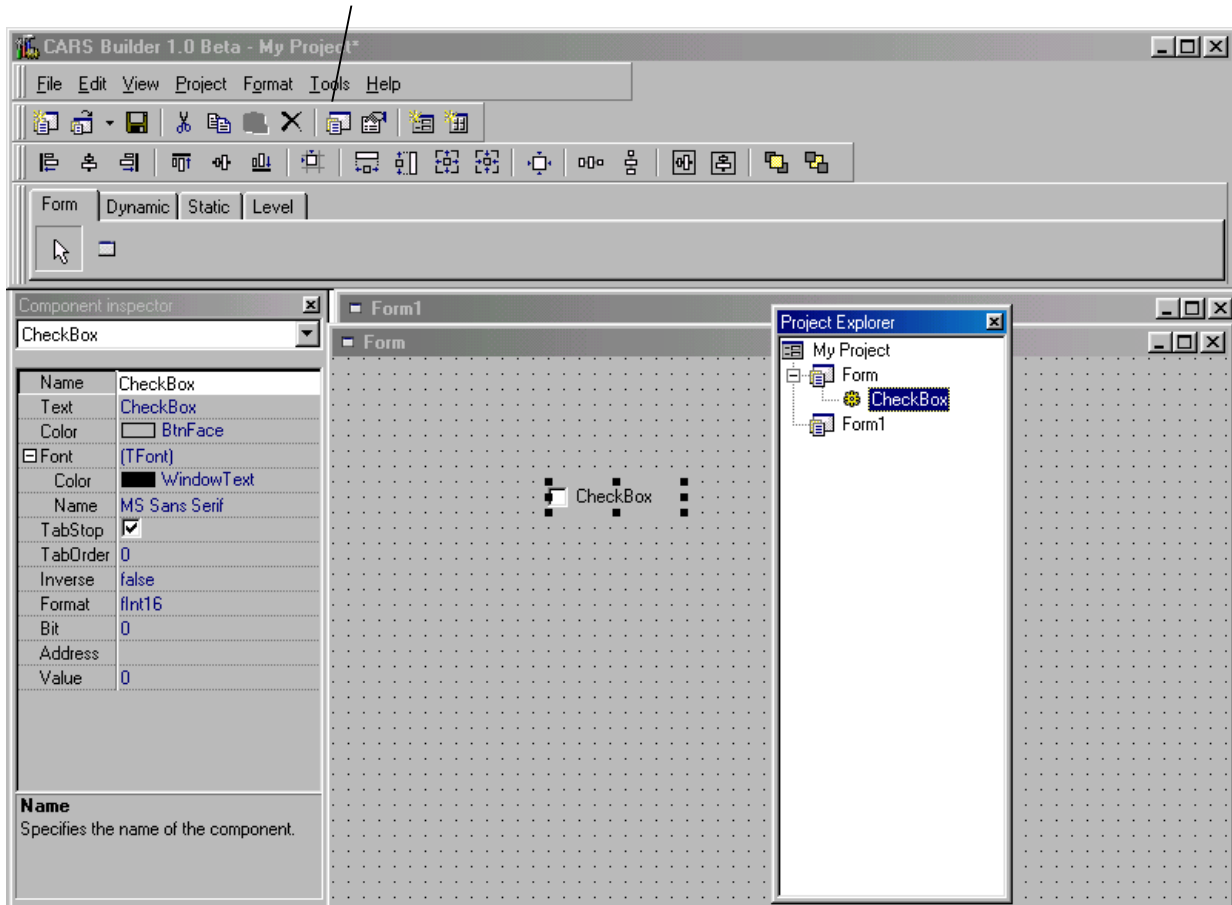 CARS Builder 1.0 Beta - My Project*
File Edit View Project Format Tools Help
Form Dynamic Static Level
Component inspector
CheckBox
Name CheckBox
Text CheckBox
Color BtnFace
Font (TFont)
Color WindowText
Name MS Sans Serif
TabStop
TabOrder 0
Inverse false
Format fInt16
Bit 0
Address
Value 0
Name
Specifies the name of the component.
Form1
Form
CheckBox
Project Explorer
My Project
Form
CheckBox
Form1